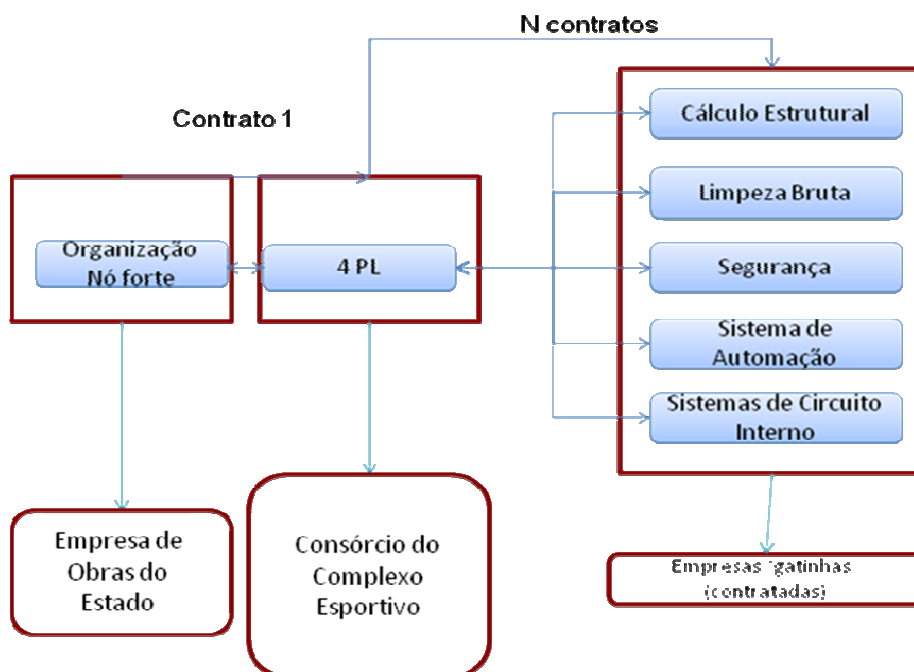 N contratos
Contrato 1
Organização
Nó forte
4 PL
Cálculo Estrutural
Limpeza Bruta
Segurança
Sistema de
Automação
Sistemas de Circuito
Interno
Empresa de
Obras do
Estado
Consórcio do
Complexo
Esportivo
Empresas gatinhas
(contratadas)